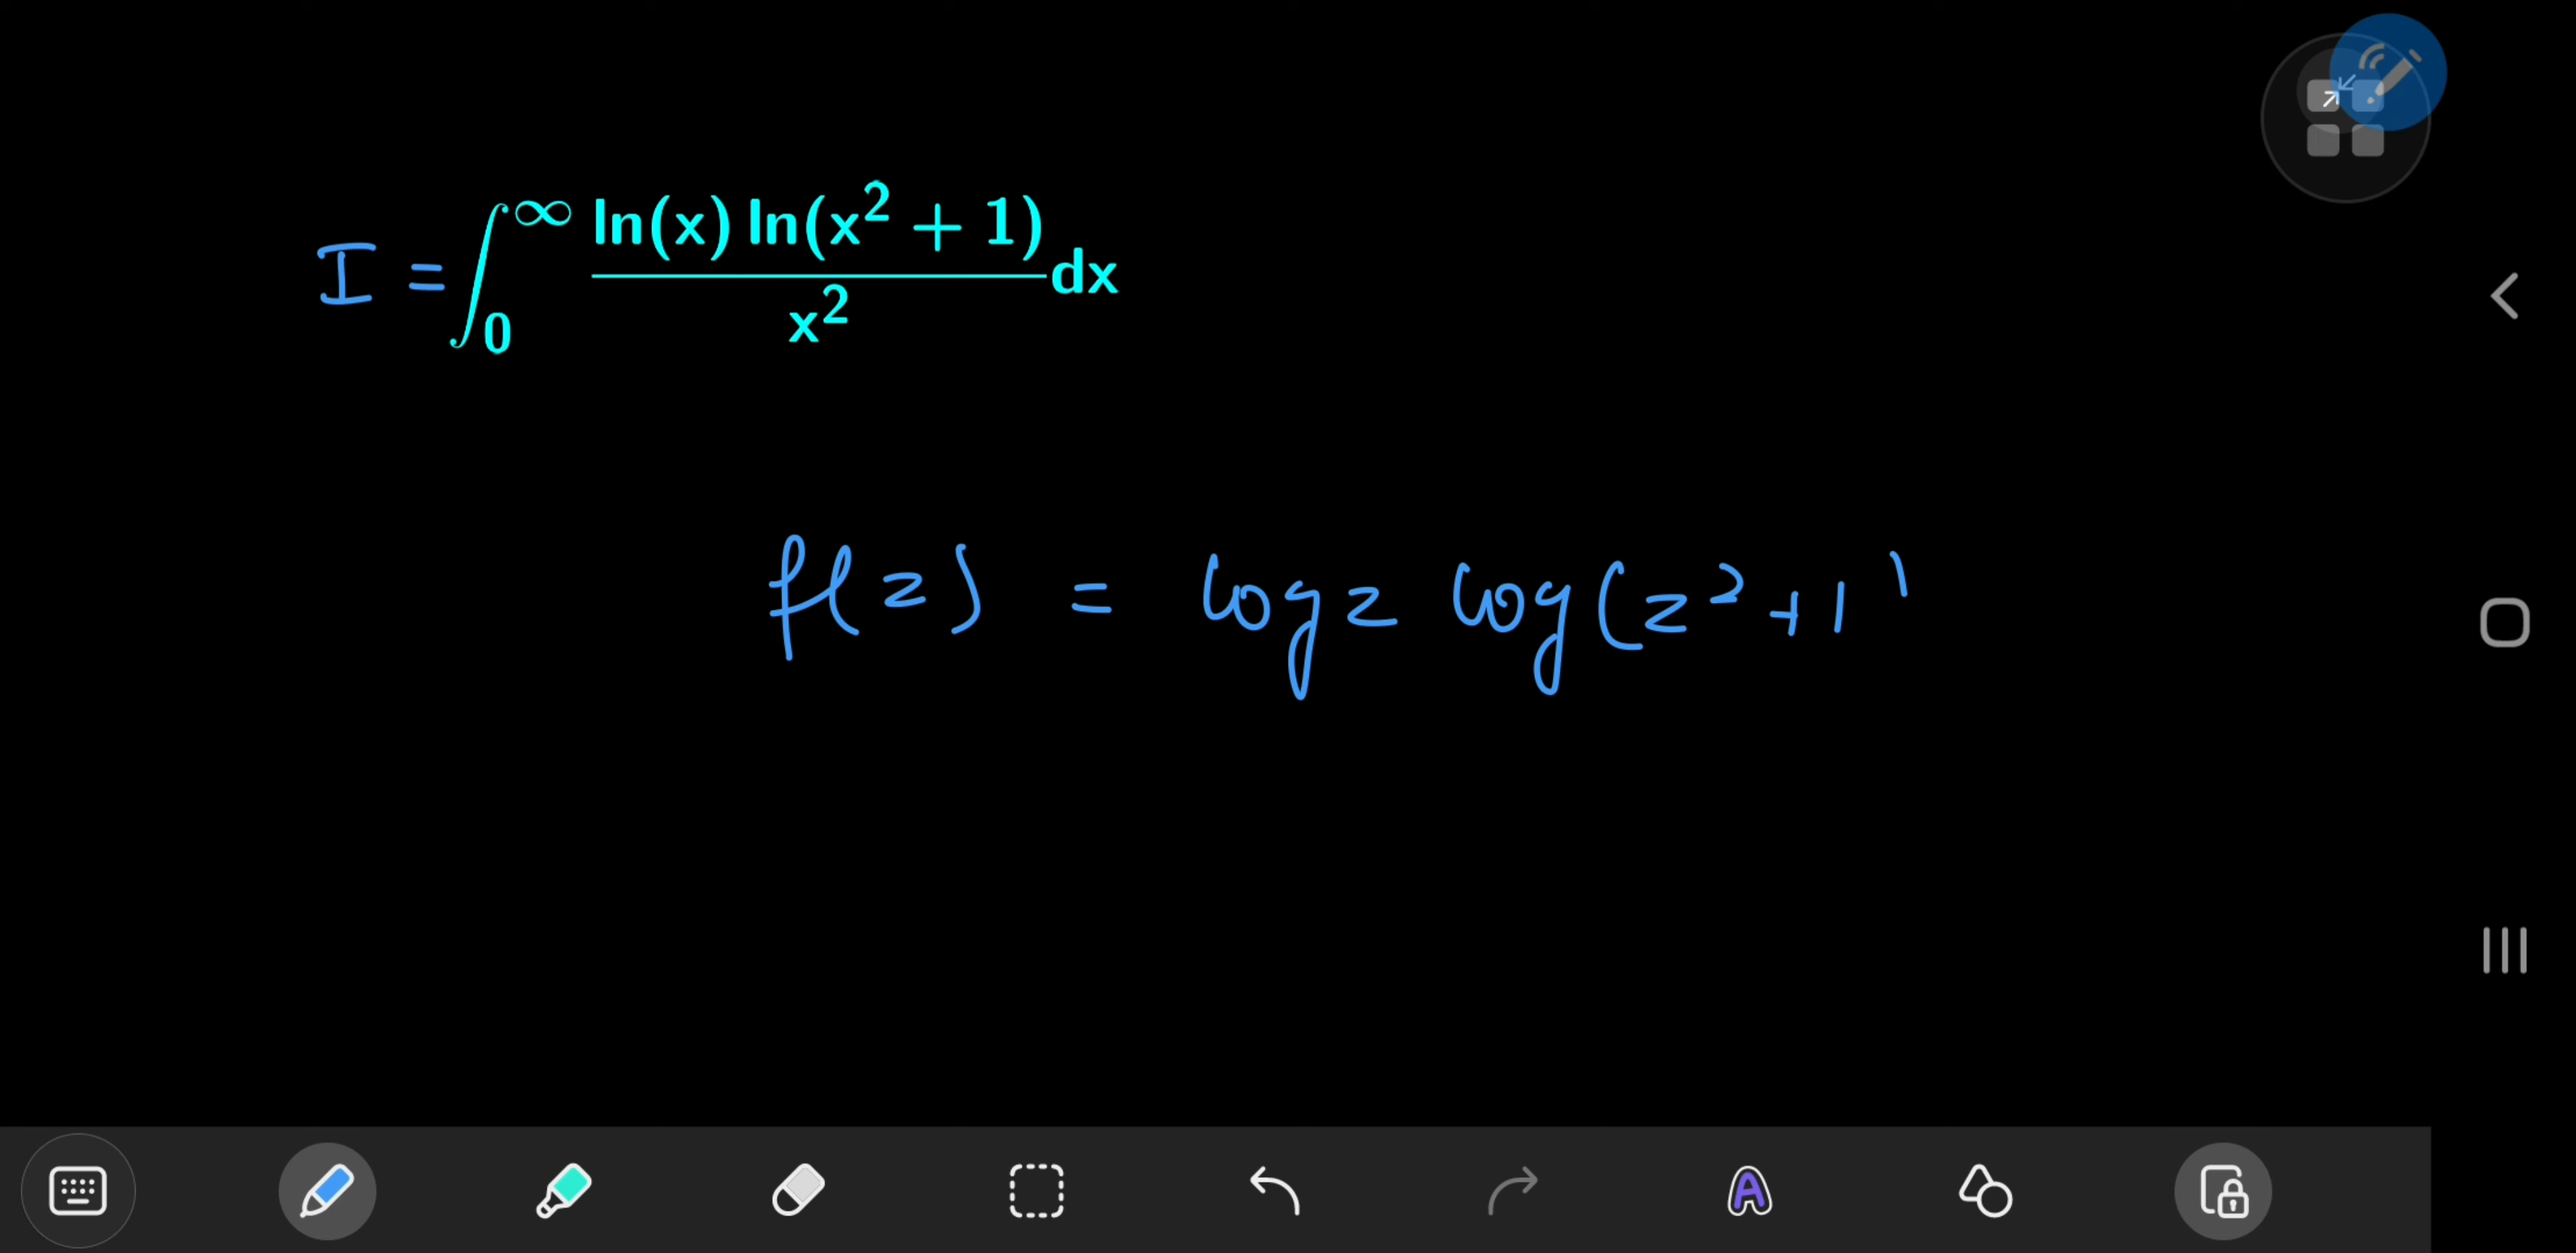 I = ∫₀^∞ ln(x) ln(x² + 1) / x² dx
f(z) = log z log(z² + 1)
A